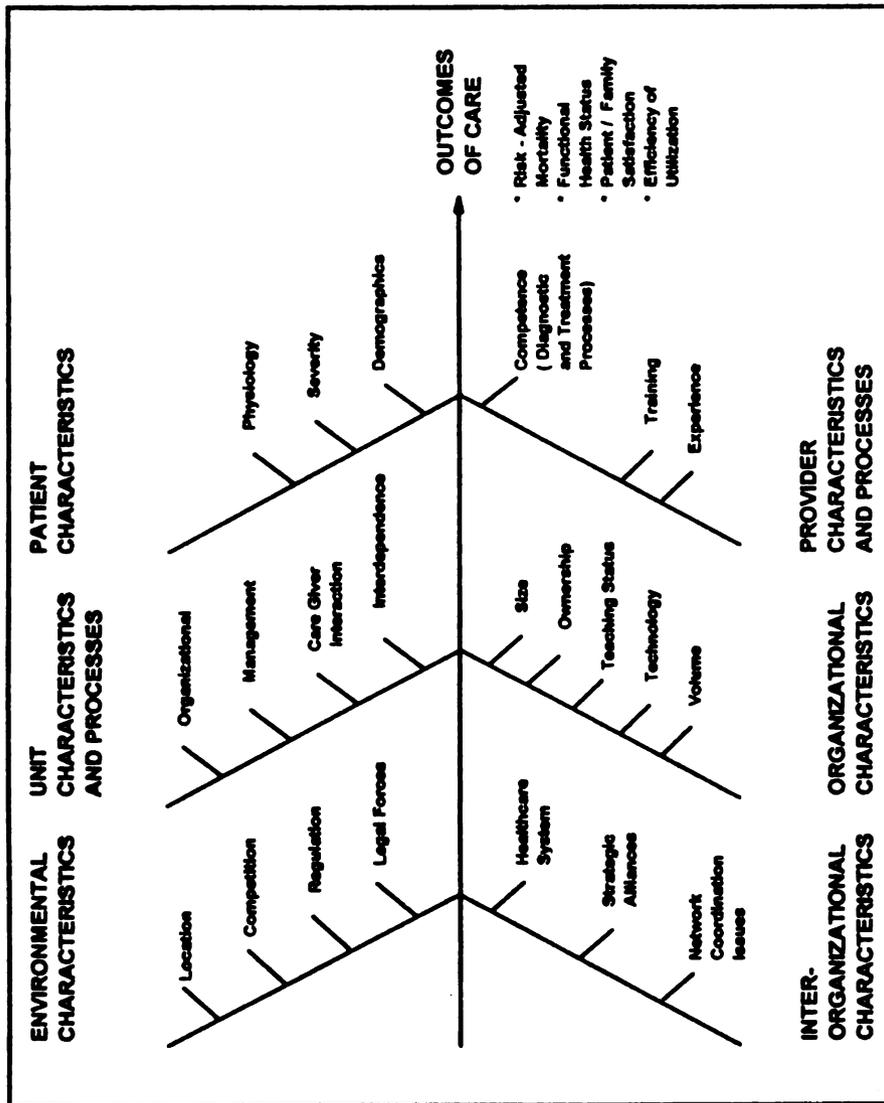 ENVIRONMENTAL
CHARACTERISTICS
Location
Competition
Regulation
Legal Forces
UNIT
CHARACTERISTICS
AND PROCESSES
Organizational
Management
Care Giver
Interaction
Interdependence
PATIENT
CHARACTERISTICS
Physiology
Severity
Demographics
OUTCOMES
OF CARE
* Risk - Adjusted
Mortality
* Functional
Health Status
* Patient / Family
Satisfaction
* Efficiency of
Utilization
Healthcare
System
Strategic
Alliances
Network
Coordination
Issues
INTER-
ORGANIZATIONAL
CHARACTERISTICS
Size
Ownership
Teaching Status
Technology
Volume
ORGANIZATIONAL
CHARACTERISTICS
Competence
( Diagnostic
and Treatment
Processes)
Training
Experience
PROVIDER
CHARACTERISTICS
AND PROCESSES